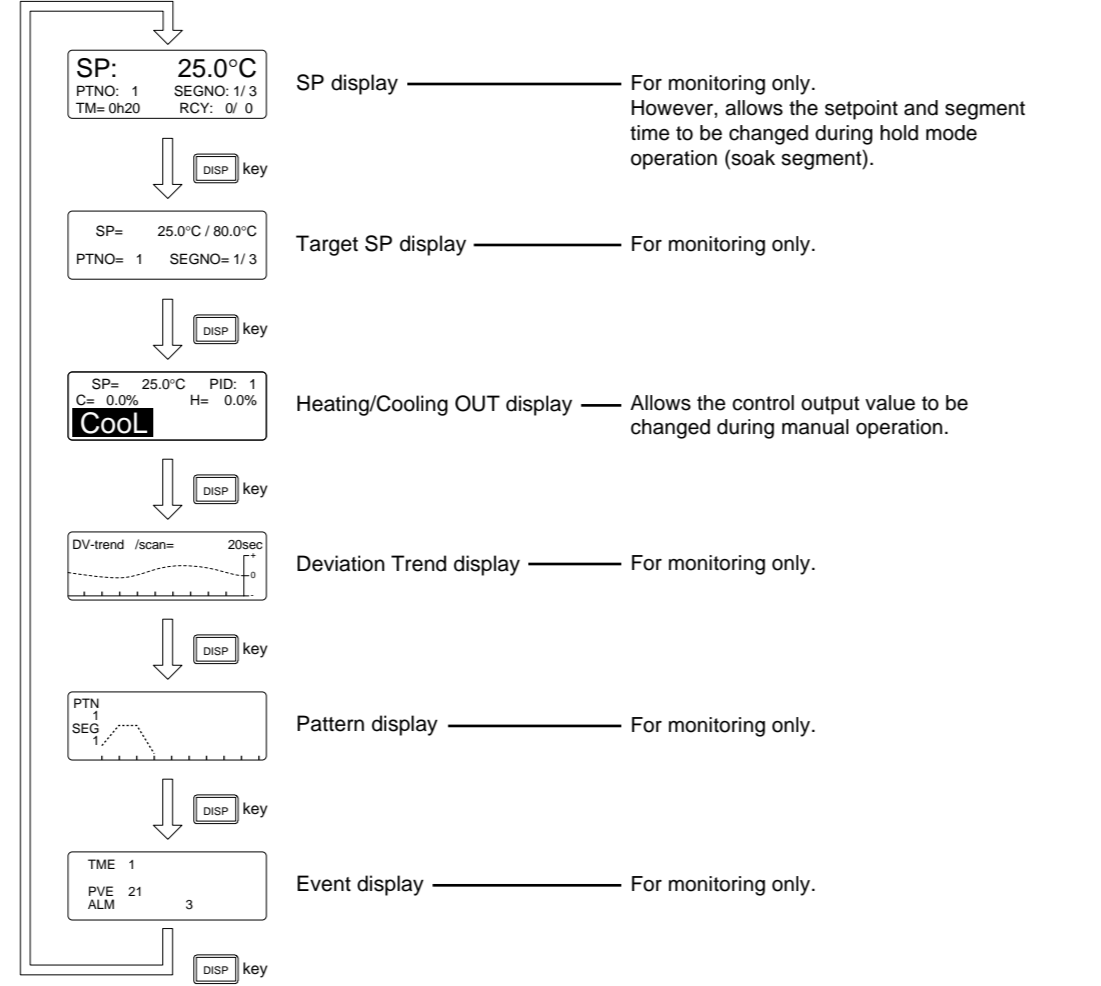 SP: 25.0°C
PTNO: 1 SEGNO: 1/ 3
TM= 0h20 RCY: 0/ 0
SP display
For monitoring only.
However, allows the setpoint and segment
time to be changed during hold mode
operation (soak segment).
DISP key
SP= 25.0°C / 80.0°C
PTNO= 1 SEGNO= 1/ 3
Target SP display
For monitoring only.
DISP key
SP= 25.0°C PID: 1
C= 0.0% H= 0.0%
CooL
Heating/Cooling OUT display
Allows the control output value to be
changed during manual operation.
DISP key
DV-trend /scan= 20sec
+
0
-
Deviation Trend display
For monitoring only.
DISP key
PTN
1
SEG
1
Pattern display
For monitoring only.
DISP key
TME 1
PVE 21
ALM 3
Event display
For monitoring only.
DISP key